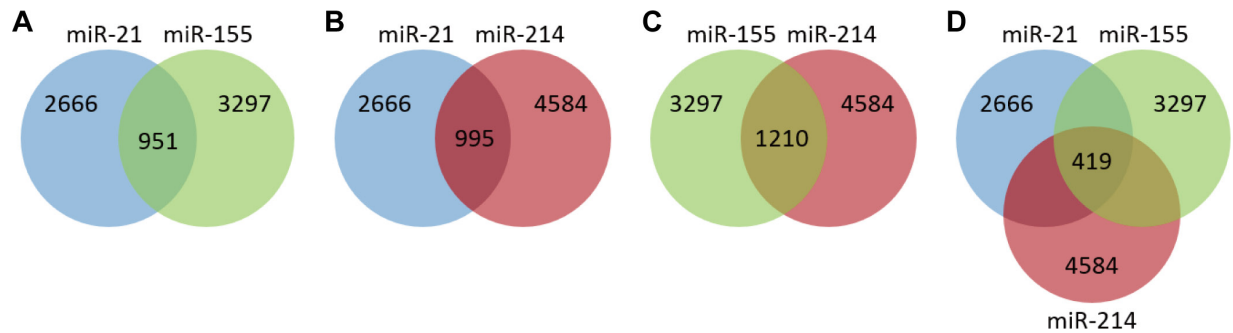 A
miR-21 miR-155
2666 951 3297
B
miR-21 miR-214
2666 995 4584
C
miR-155 miR-214
3297 1210 4584
D
miR-21 miR-155
2666 3297
419
4584
miR-214